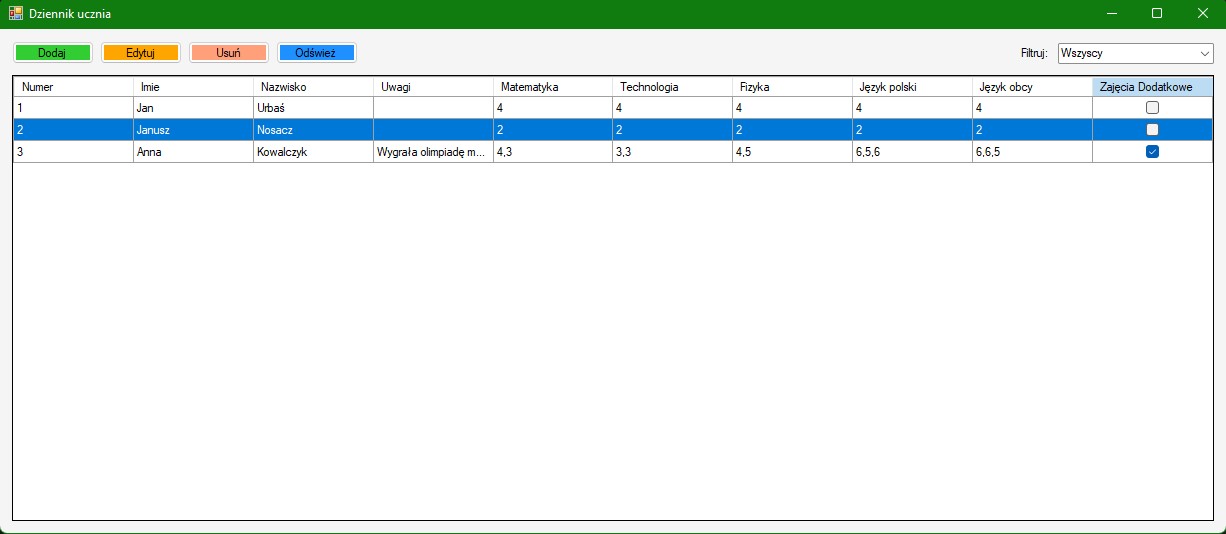 Dziennik ucznia
Dodaj Edytuj Usuń Odśwież Filtruj: Wszyscy
Numer Imie Nazwisko Uwagi Matematyka Technologia Fizyka Język polski Język obcy Zajęcia Dodatkowe
1 Jan Urbaś 4 4 4 4 4
2 Janusz Nosacz 2 2 2 2 2
3 Anna Kowalczyk Wygrała olimpiadę m... 4,3 3,3 4,5 6,5,6 6,6,5